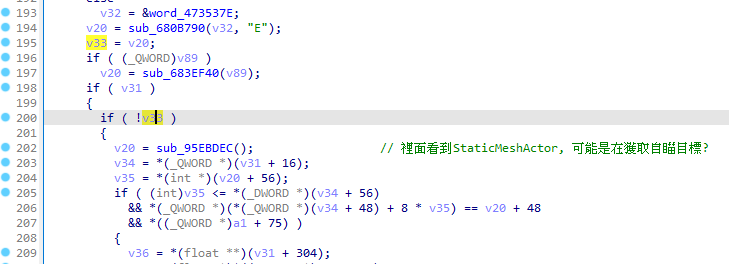 193 v32 = &word_473537E;
194 v20 = sub_680B790(v32, "E");
195 v33 = v20;
196 if ( (_QWORD)v89 )
197 v20 = sub_683EF40(v89);
198 if ( v31 )
199 {
200 if ( !v33 )
201 {
202 v20 = sub_95EBDEC(); // 裡面看到StaticMeshActor, 可能是在獲取自瞄目標?
203 v34 = *(_QWORD *)(v31 + 16);
204 v35 = *(int *)(v20 + 56);
205 if ( (int)v35 <= *(_DWORD *)(v34 + 56)
206 && *(_QWORD *)(*(_QWORD *)(v34 + 48) + 8 * v35) == v20 + 48
207 && *((_QWORD *)a1 + 75) )
208 {
209 v36 = *(float **)(v31 + 304);